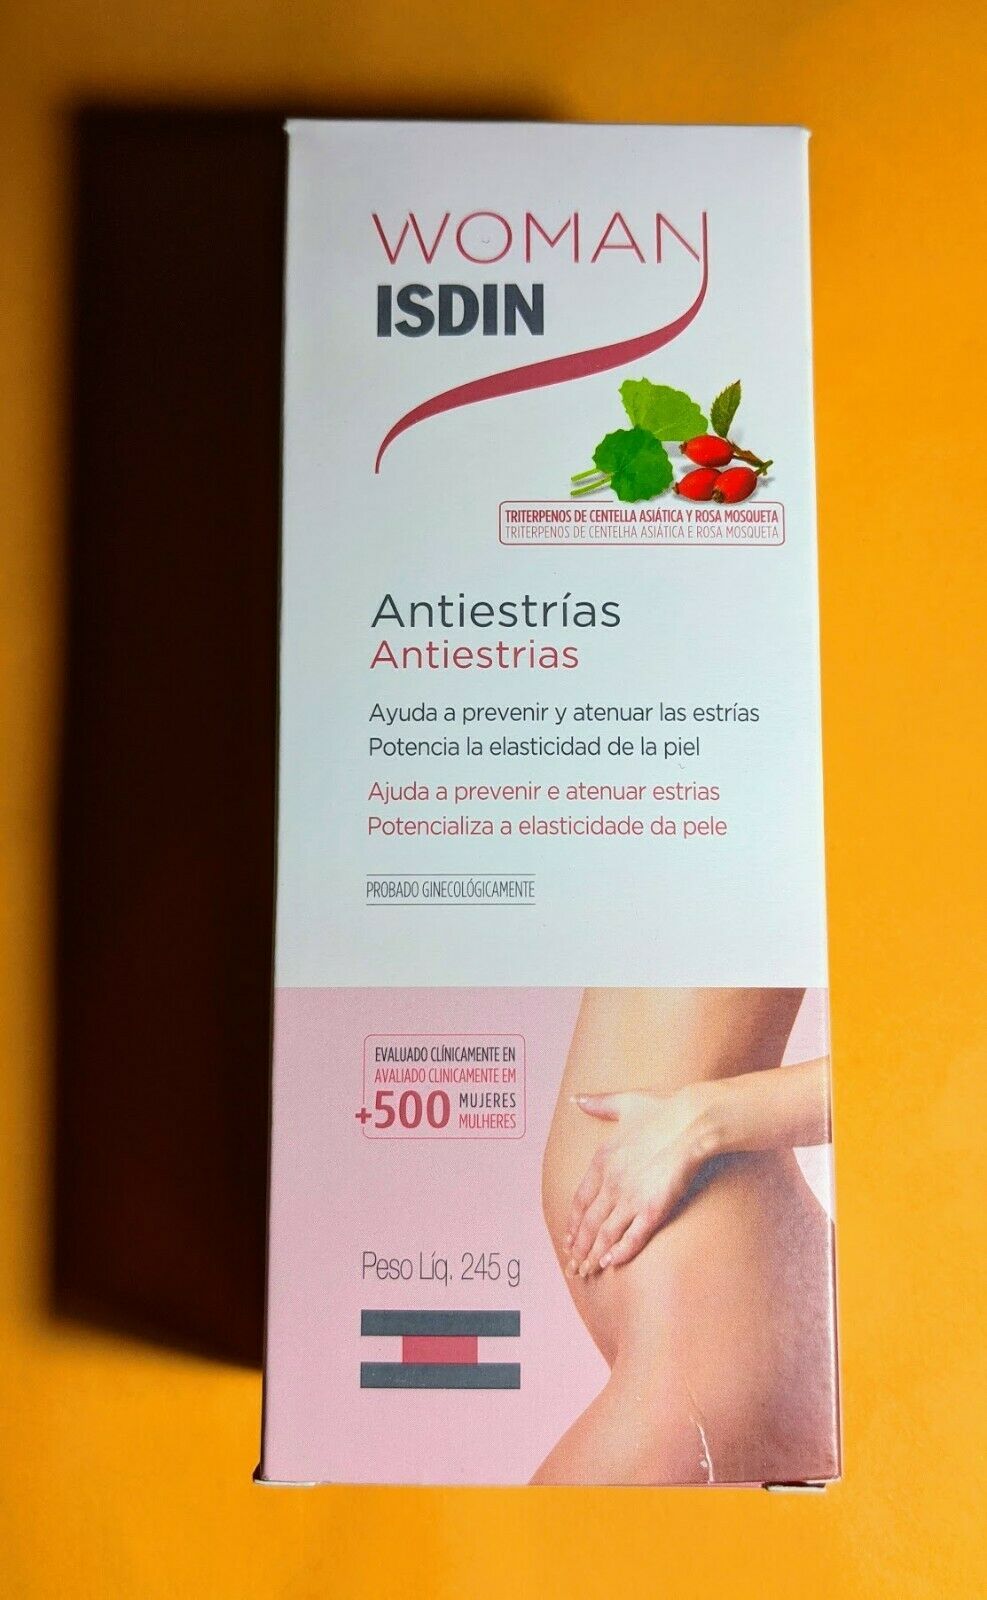 WOMAN
ISDIN
TRITERPENOS DE CENTELLA ASIÁTICA Y ROSA MOSQUETA
TRITERPENOS DE CENTELHA ASIÁTICA E ROSA MOSQUETA
Antiestrías
Antiestrias
Ayuda a prevenir y atenuar las estrías
Potencia la elasticidad de la piel
Ajuda a prevenir e atenuar estrias
Potencializa a elasticidade da pele
PROBADO GINECOLÓGICAMENTE
EVALUADO CLÍNICAMENTE EN
AVALIADO CLINICAMENTE EM
+500 MUJERES
MULHERES
Peso Líq. 245 g